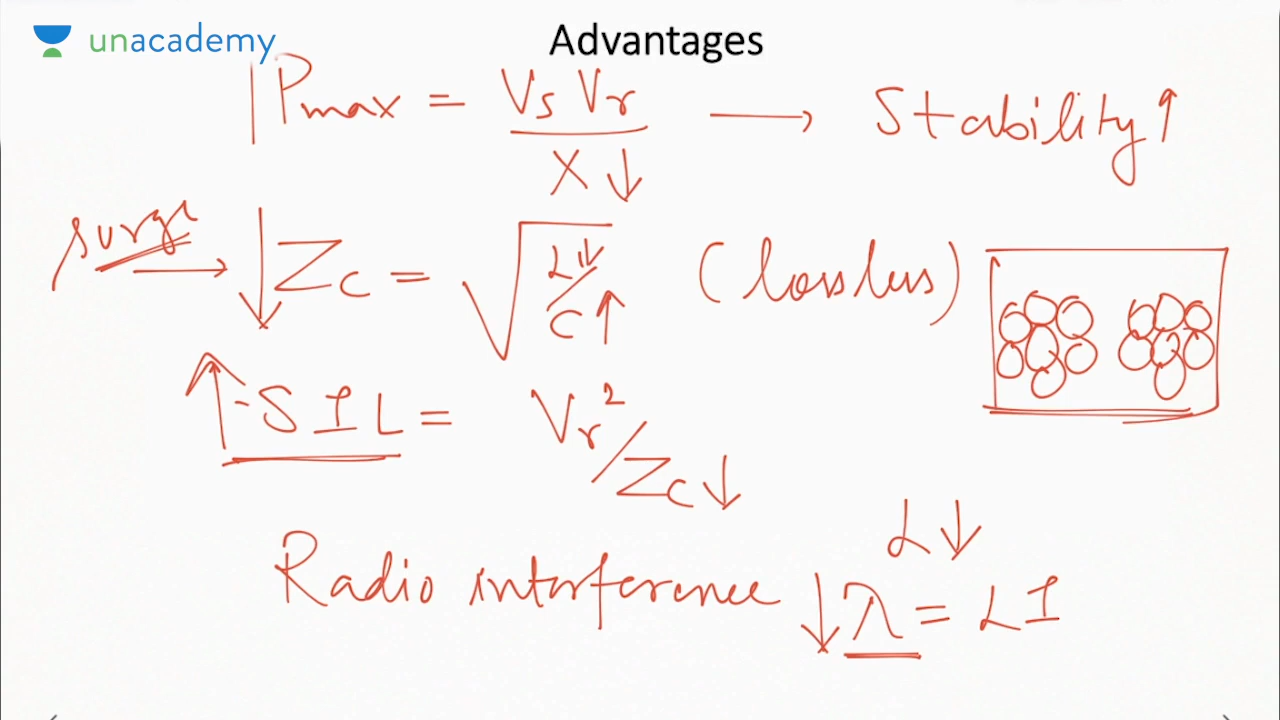 unacademy
Advantages
Pmax = Vs Vr / X ↓ → Stability ↑
surge → ↓ Zc = √(L↓ / C↑) (lossless)
↑ SIL = Vr² / Zc ↓
L ↓
Radio interference ↓ λ = LI